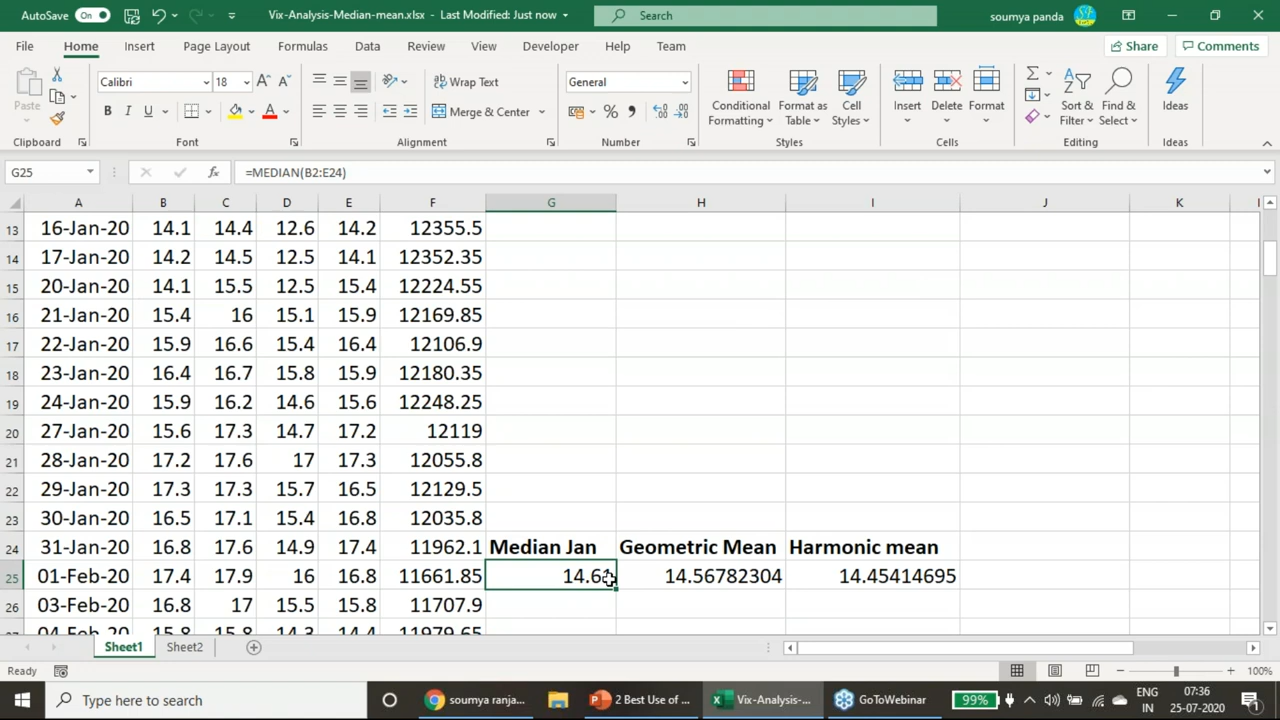 AutoSave On Vix-Analysis-Median-mean.xlsx - Last Modified: Just now Search soumya panda
File Home Insert Page Layout Formulas Data Review View Developer Help Team Share Comments
Paste Calibri 18 Wrap Text General Conditional Formatting Format as Table Cell Styles Insert Delete Format Sort & Filter Find & Select Ideas
B I U Merge & Center
Clipboard Font Alignment Number Styles Cells Editing Ideas
G25 fx =MEDIAN(B2:E24)
A B C D E F G H I J K
13 16-Jan-20 14.1 14.4 12.6 14.2 12355.5
14 17-Jan-20 14.2 14.5 12.5 14.1 12352.35
15 20-Jan-20 14.1 15.5 12.5 15.4 12224.55
16 21-Jan-20 15.4 16 15.1 15.9 12169.85
17 22-Jan-20 15.9 16.6 15.4 16.4 12106.9
18 23-Jan-20 16.4 16.7 15.8 15.9 12180.35
19 24-Jan-20 15.9 16.2 14.6 15.6 12248.25
20 27-Jan-20 15.6 17.3 14.7 17.2 12119
21 28-Jan-20 17.2 17.6 17 17.3 12055.8
22 29-Jan-20 17.3 17.3 15.7 16.5 12129.5
23 30-Jan-20 16.5 17.1 15.4 16.8 12035.8
24 31-Jan-20 16.8 17.6 14.9 17.4 11962.1 Median Jan Geometric Mean Harmonic mean
25 01-Feb-20 17.4 17.9 16 16.8 11661.85 14.56782304 14.45414695
26 03-Feb-20 16.8 17 15.5 15.8 11707.9
04-Feb-20 15.8 15.8 14.3 14.4 11979.65
Sheet1 Sheet2
Ready 100%
Type here to search soumya ranja... 2 Best Use of ... Vix-Analysis-... GoToWebinar 99% ENG 07:36
IN 25-07-2020 1